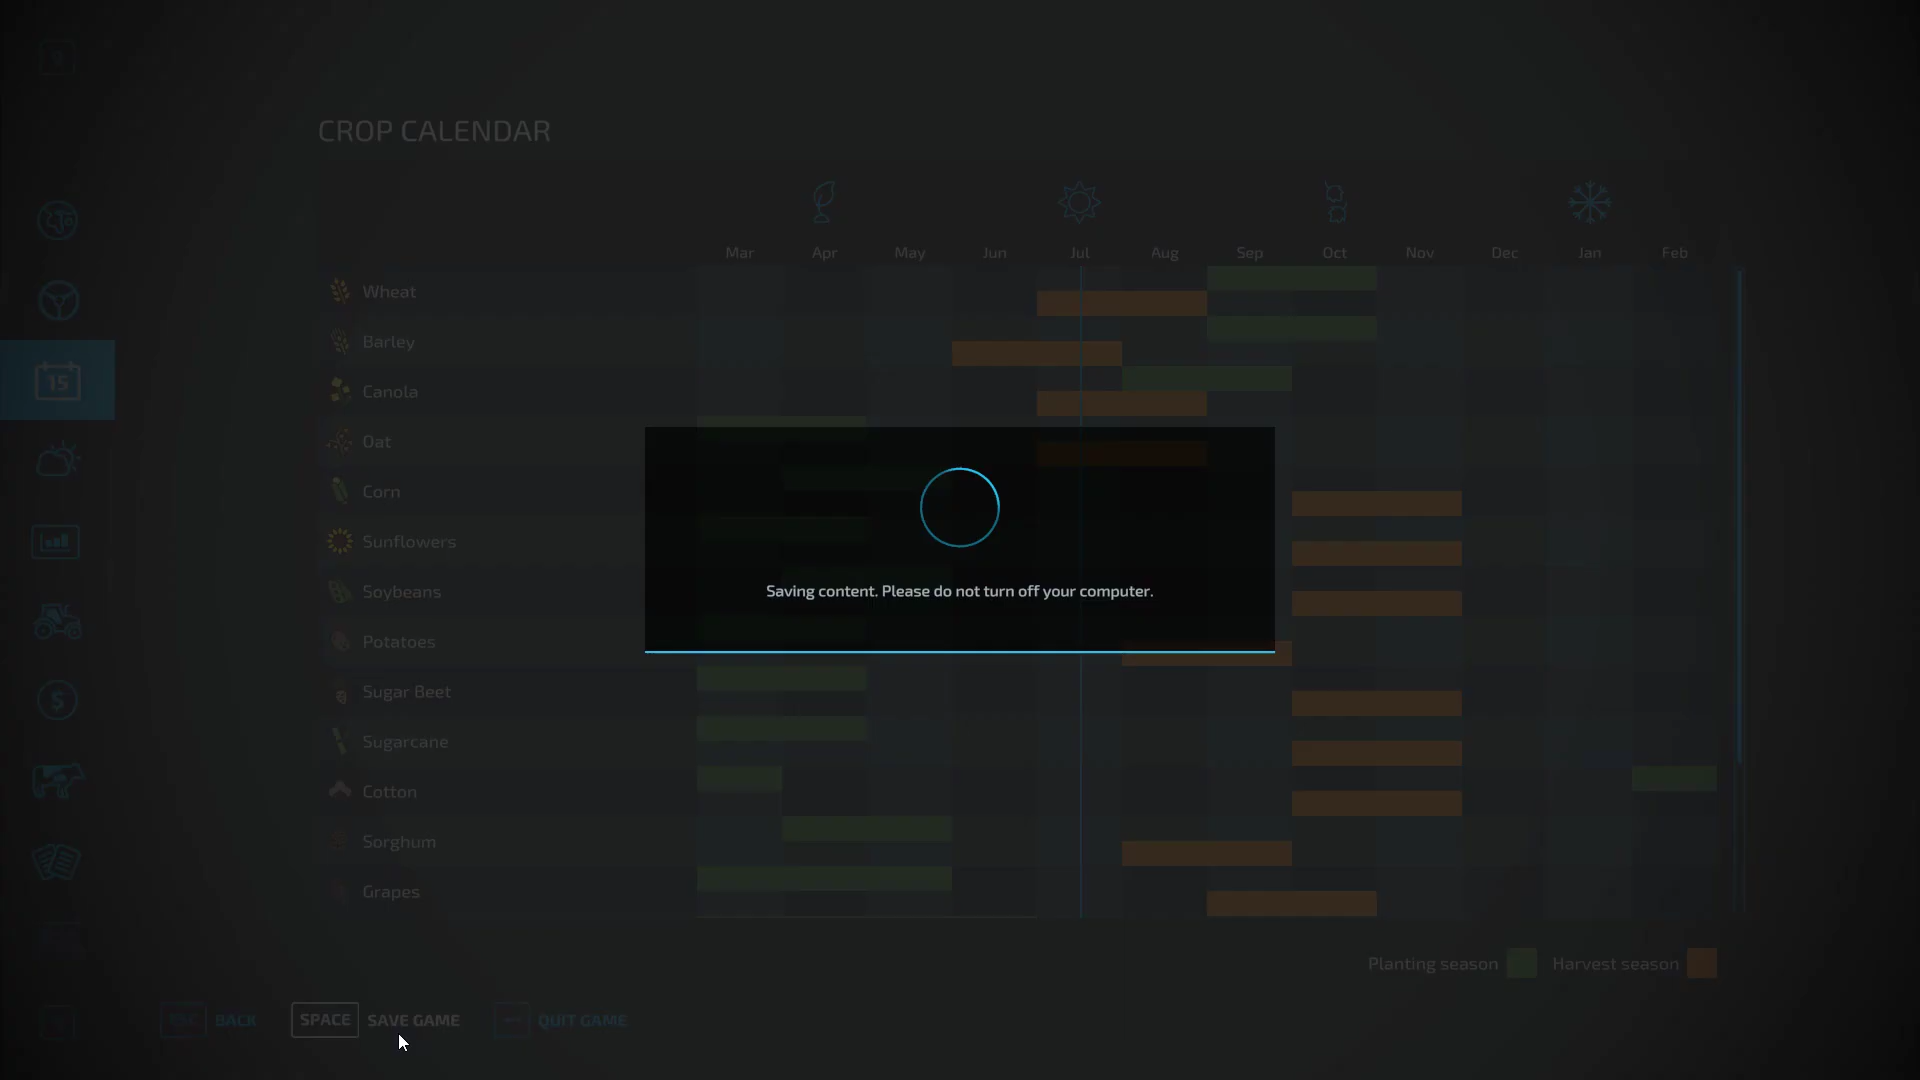 CROP CALENDAR
Mar Apr May Jun Jul Aug Sep Oct Nov Dec Jan Feb
Wheat
Barley
15
Canola
Oat
Corn
Sunflowers
Saving content. Please do not turn off your computer.
Soybeans
Potatoes
Sugar Beet
$
Sugarcane
Cotton
Sorghum
Grapes
Planting season Harvest season
ESC BACK SPACE SAVE GAME QUIT GAME